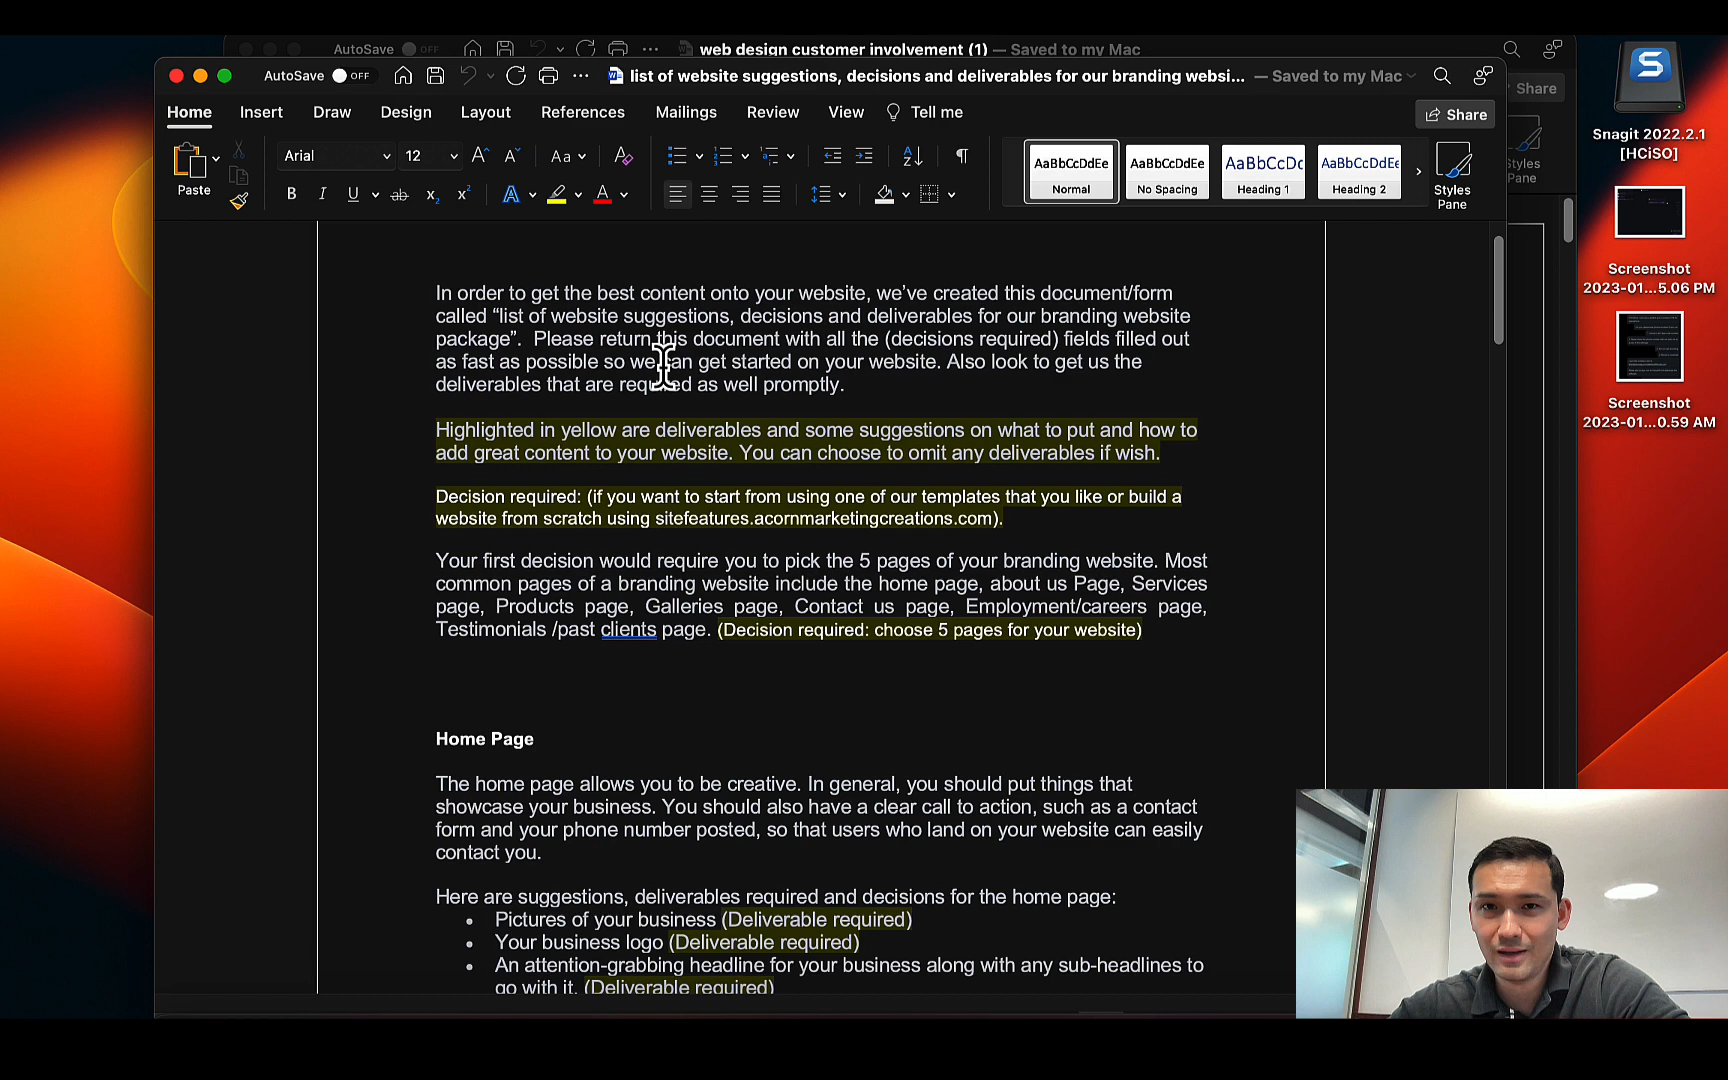 AutoSave OFF
web design customer involvement (1) — Saved to my Mac
AutoSave OFF
list of website suggestions, decisions and deliverables for our branding websi... — Saved to my Mac
Share
Home Insert Draw Design Layout References Mailings Review View Tell me
Share
Paste
Arial
12
Aa
AaBbCcDdEe
Normal
AaBbCcDdEe
No Spacing
AaBbCcDc
Heading 1
AaBbCcDdEe
Heading 2
Styles
Pane
Styles
Pane
In order to get the best content onto your website, we’ve created this document/form
called “list of website suggestions, decisions and deliverables for our branding website
package”. Please return this document with all the (decisions required) fields filled out
as fast as possible so we can get started on your website. Also look to get us the
deliverables that are required as well promptly.
Highlighted in yellow are deliverables and some suggestions on what to put and how to
add great content to your website. You can choose to omit any deliverables if wish.
Decision required: (if you want to start from using one of our templates that you like or build a
website from scratch using sitefeatures.acornmarketingcreations.com).
Your first decision would require you to pick the 5 pages of your branding website. Most
common pages of a branding website include the home page, about us Page, Services
page, Products page, Galleries page, Contact us page, Employment/careers page,
Testimonials /past clients page. (Decision required: choose 5 pages for your website)
Home Page
The home page allows you to be creative. In general, you should put things that
showcase your business. You should also have a clear call to action, such as a contact
form and your phone number posted, so that users who land on your website can easily
contact you.
Here are suggestions, deliverables required and decisions for the home page:
• Pictures of your business (Deliverable required)
• Your business logo (Deliverable required)
• An attention-grabbing headline for your business along with any sub-headlines to
go with it. (Deliverable required)
S
Snagit 2022.2.1
[HCiSO]
Screenshot
2023-01...5.06 PM
Screenshot
2023-01...0.59 AM